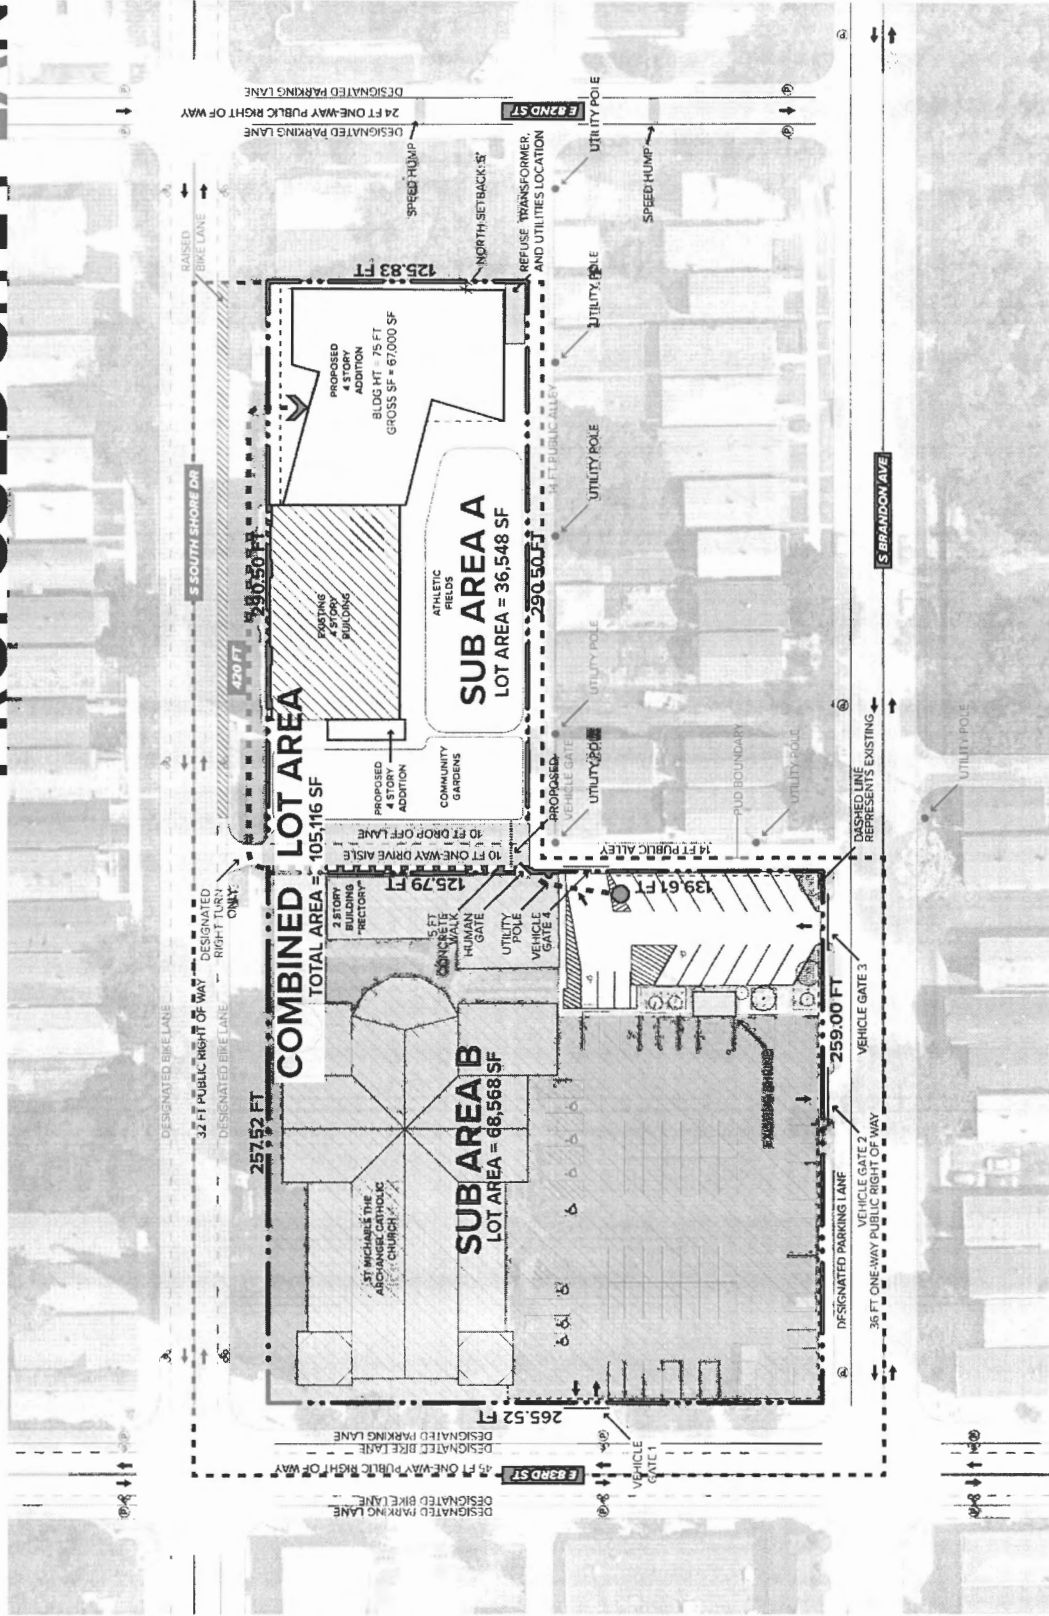 COMBINED LOT AREA
TOTAL AREA = 105,116 SF
SUB AREA A
LOT AREA = 36,548 SF
SUB AREA B
LOT AREA = 68,568 SF
S SOUTH SHORE DR
420 FT
RAISED
BIKE LANE
DESIGNATED
RIGHT TURN
ONLY
32 FT PUBLIC RIGHT OF WAY
DESIGNATED BIKE LANE
DESIGNATED BIKE LANE
257.52 FT
290.50 FT
125.83 FT
290.50 FT
125.79 FT
139.61 FT
259.00 FT
265.52 FT
E 82ND ST
DESIGNATED PARKING LANE
24 FT ONE-WAY PUBLIC RIGHT OF WAY
DESIGNATED PARKING LANE
SPEED HUMP
SPEED HUMP
NORTH SETBACK: 5'
REFUSE, TRANSFORMER,
AND UTILITIES LOCATION
PROPOSED
4 STORY
ADDITION
BLDG HT = 75 FT
GROSS SF = 67,000 SF
EXISTING
4 STORY
BUILDING
PROPOSED
4 STORY
ADDITION
ATHLETIC
FIELDS
COMMUNITY
GARDENS
10 FT DROP OFF LANE
10 FT ONE-WAY DRIVE AISLE
2 STORY
BUILDING
"RECTORY"
5 FT
CONCRETE
WALK
HUMAN
GATE
UTILITY
POLE
VEHICLE
GATE 4
PROPOSED
VEHICLE GATE
UTILITY POLE
UTILITY POLE
UTILITY POLE
UTILITY POLE
UTILITY POLE
UTILITY POLE
UTILITY POLE
UTILITY POLE
14 FT PUBLIC ALLEY
14 FT PUBLIC ALLEY
PUD BOUNDARY
DASHED LINE
REPRESENTS EXISTING
S BRANDON AVE
ST MICHAELS THE
ARCHANGEL CATHOLIC
CHURCH
VEHICLE GATE 3
VEHICLE GATE 2
36 FT ONE-WAY PUBLIC RIGHT OF WAY
DESIGNATED PARKING LANE
VEHICLE
GATE 1
E 83RD ST
DESIGNATED PARKING LANE
DESIGNATED BIKE LANE
45 FT ONE-WAY PUBLIC RIGHT OF WAY
DESIGNATED BIKE LANE
DESIGNATED PARKING LANE